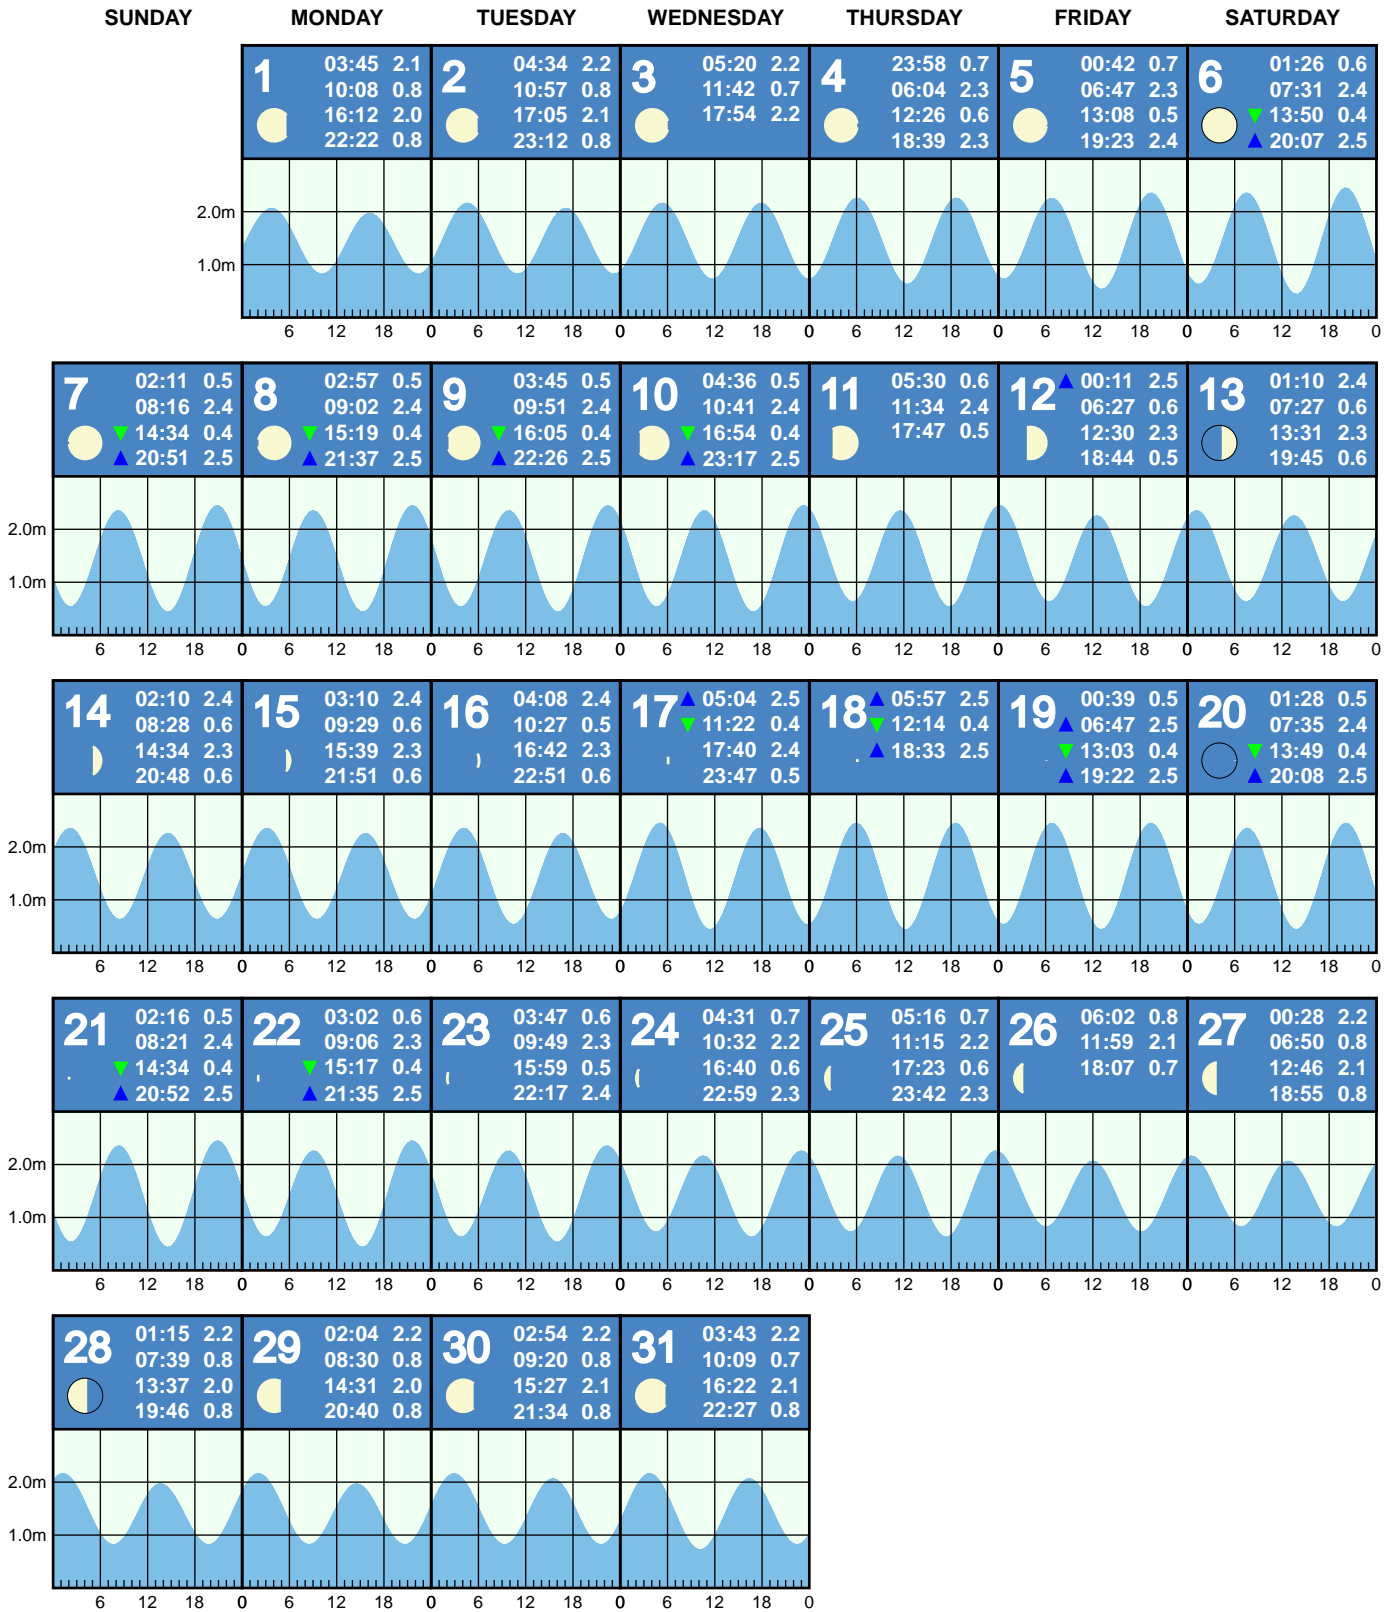 SUNDAY MONDAY TUESDAY WEDNESDAY THURSDAY FRIDAY SATURDAY
1 03:45 2.1
10:08 0.8
16:12 2.0
22:22 0.8
2 04:34 2.2
10:57 0.8
17:05 2.1
23:12 0.8
3 05:20 2.2
11:42 0.7
17:54 2.2
4 23:58 0.7
06:04 2.3
12:26 0.6
18:39 2.3
5 00:42 0.7
06:47 2.3
13:08 0.5
19:23 2.4
6 01:26 0.6
07:31 2.4
13:50 0.4
20:07 2.5
2.0m
1.0m
6 12 18 0 6 12 18 0 6 12 18 0 6 12 18 0 6 12 18 0 6 12 18 0
7 02:11 0.5
08:16 2.4
14:34 0.4
20:51 2.5
8 02:57 0.5
09:02 2.4
15:19 0.4
21:37 2.5
9 03:45 0.5
09:51 2.4
16:05 0.4
22:26 2.5
10 04:36 0.5
10:41 2.4
16:54 0.4
23:17 2.5
11 05:30 0.6
11:34 2.4
17:47 0.5
12 00:11 2.5
06:27 0.6
12:30 2.3
18:44 0.5
13 01:10 2.4
07:27 0.6
13:31 2.3
19:45 0.6
2.0m
1.0m
6 12 18 0 6 12 18 0 6 12 18 0 6 12 18 0 6 12 18 0 6 12 18 0 6 12 18 0
14 02:10 2.4
08:28 0.6
14:34 2.3
20:48 0.6
15 03:10 2.4
09:29 0.6
15:39 2.3
21:51 0.6
16 04:08 2.4
10:27 0.5
16:42 2.3
22:51 0.6
17 05:04 2.5
11:22 0.4
17:40 2.4
23:47 0.5
18 05:57 2.5
12:14 0.4
18:33 2.5
19 00:39 0.5
06:47 2.5
13:03 0.4
19:22 2.5
20 01:28 0.5
07:35 2.4
13:49 0.4
20:08 2.5
2.0m
1.0m
6 12 18 0 6 12 18 0 6 12 18 0 6 12 18 0 6 12 18 0 6 12 18 0 6 12 18 0
21 02:16 0.5
08:21 2.4
14:34 0.4
20:52 2.5
22 03:02 0.6
09:06 2.3
15:17 0.4
21:35 2.5
23 03:47 0.6
09:49 2.3
15:59 0.5
22:17 2.4
24 04:31 0.7
10:32 2.2
16:40 0.6
22:59 2.3
25 05:16 0.7
11:15 2.2
17:23 0.6
23:42 2.3
26 06:02 0.8
11:59 2.1
18:07 0.7
27 00:28 2.2
06:50 0.8
12:46 2.1
18:55 0.8
2.0m
1.0m
6 12 18 0 6 12 18 0 6 12 18 0 6 12 18 0 6 12 18 0 6 12 18 0 6 12 18 0
28 01:15 2.2
07:39 0.8
13:37 2.0
19:46 0.8
29 02:04 2.2
08:30 0.8
14:31 2.0
20:40 0.8
30 02:54 2.2
09:20 0.8
15:27 2.1
21:34 0.8
31 03:43 2.2
10:09 0.7
16:22 2.1
22:27 0.8
2.0m
1.0m
6 12 18 0 6 12 18 0 6 12 18 0 6 12 18 0